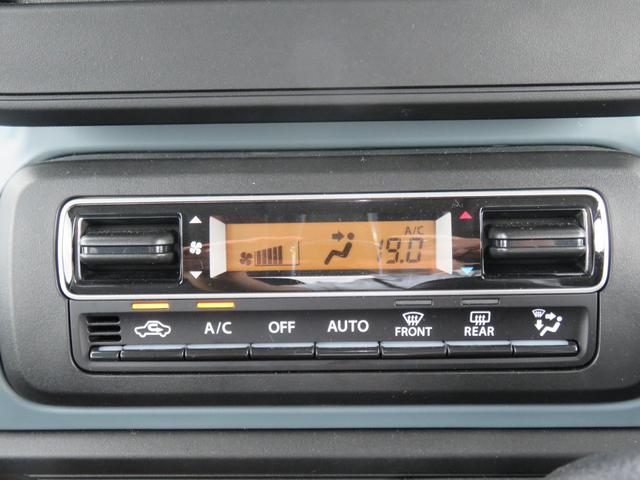 A/C
19.0
A/C OFF AUTO FRONT REAR